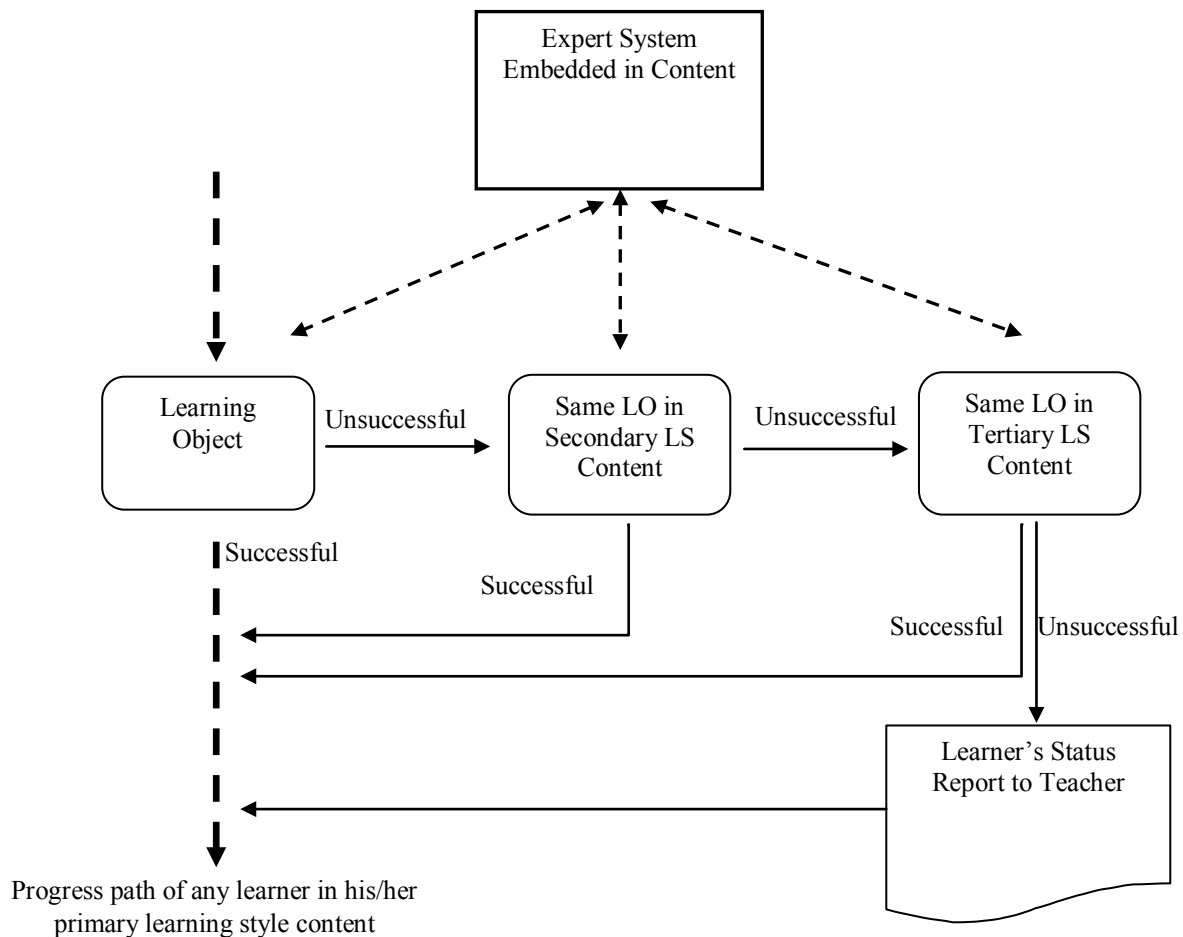 Expert System
Embedded in Content
Learning
Object
Unsuccessful
Same LO in
Secondary LS
Content
Unsuccessful
Same LO in
Tertiary LS
Content
Successful
Successful
Successful
Unsuccessful
Learner’s Status
Report to Teacher
Progress path of any learner in his/her
primary learning style content